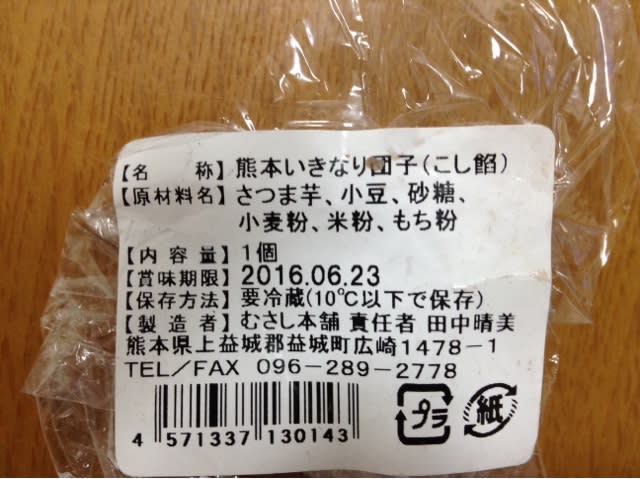 【名　　称】熊本いきなり団子(こし餡)
【原材料名】さつま芋、小豆、砂糖、
小麦粉、米粉、もち粉
【内 容 量】1個
【賞味期限】2016.06.23
【保存方法】要冷蔵(10℃以下で保存)
【製 造 者】むさし本舗 責任者 田中晴美
熊本県上益城郡益城町広崎1478-1
TEL/FAX 096-289-2778
4 571337 130143
プラ
紙